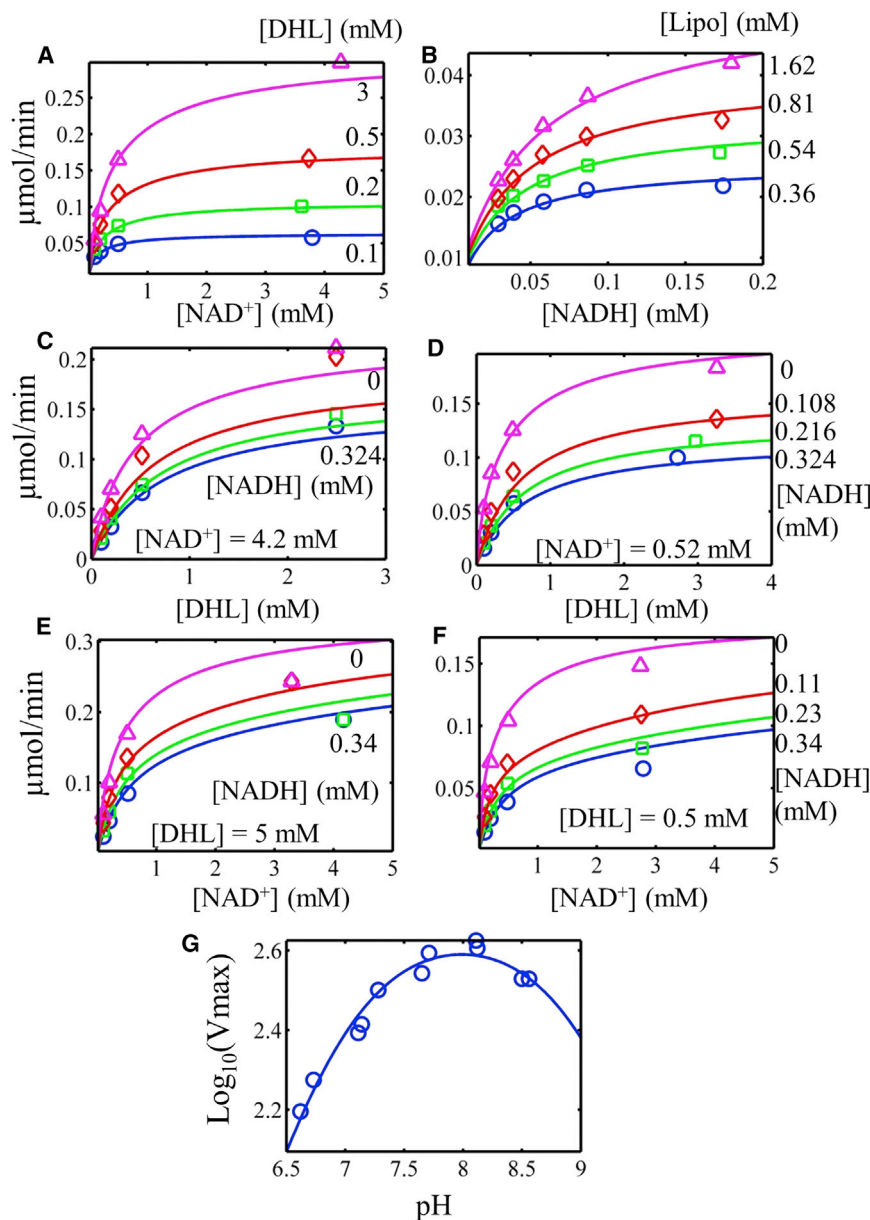 A
[DHL] (mM)
μmol/min
0.25
0.2
0.15
0.1
0.05
3
0.5
0.2
0.1
1 2 3 4 5
[NAD⁺] (mM)
B
[Lipo] (mM)
0.04
0.03
0.02
0.01
1.62
0.81
0.54
0.36
0.05 0.1 0.15 0.2
[NADH] (mM)
C
μmol/min
0.2
0.15
0.1
0.05
0
0
0.324
[NADH] (mM)
[NAD⁺] = 4.2 mM
0 1 2 3
[DHL] (mM)
D
0.15
0.1
0.05
0
0
0.108
0.216
0.324
[NADH]
(mM)
[NAD⁺] = 0.52 mM
0 1 2 3 4
[DHL] (mM)
E
μmol/min
0.3
0.2
0.1
0
0.34
[NADH] (mM)
[DHL] = 5 mM
1 2 3 4 5
[NAD⁺] (mM)
F
0.15
0.1
0.05
0
0.11
0.23
0.34
[NADH]
(mM)
[DHL] = 0.5 mM
1 2 3 4 5
[NAD⁺] (mM)
G
Log₁₀(Vmax)
2.6
2.4
2.2
6.5 7 7.5 8 8.5 9
pH